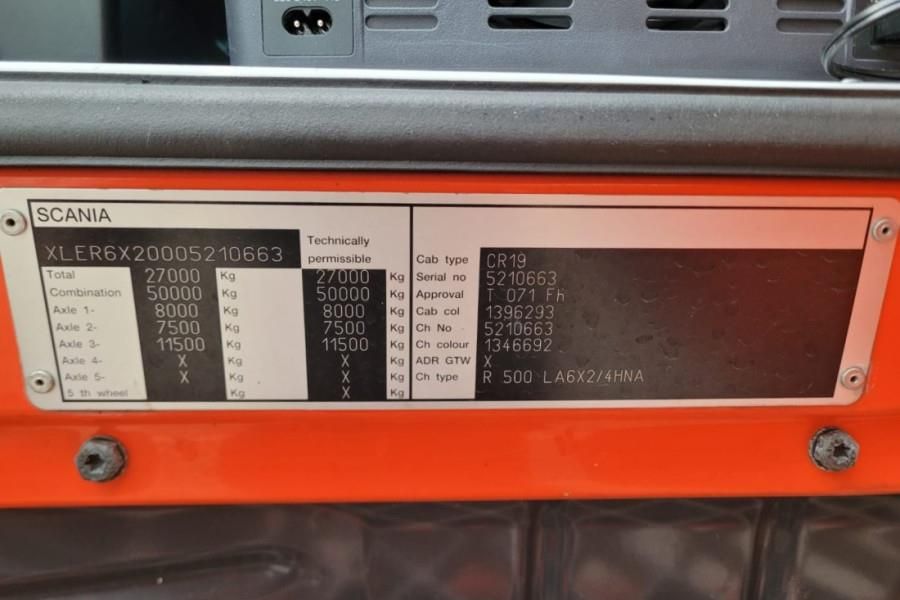 SCANIA
XLER6X20005210663
Technically
permissible
Total 27000 Kg 27000 Kg
Combination 50000 Kg 50000 Kg
Axle 1- 8000 Kg 8000 Kg
Axle 2- 7500 Kg 7500 Kg
Axle 3- 11500 Kg 11500 Kg
Axle 4- X Kg X Kg
Axle 5- X Kg X Kg
5 th wheel Kg X Kg
Cab type CR19
Serial no 5210663
Approval T 071 Fh
Cab col 1396293
Ch No 5210663
Ch colour 1346692
ADR GTW X
Ch type R 500 LA6X2/4HNA